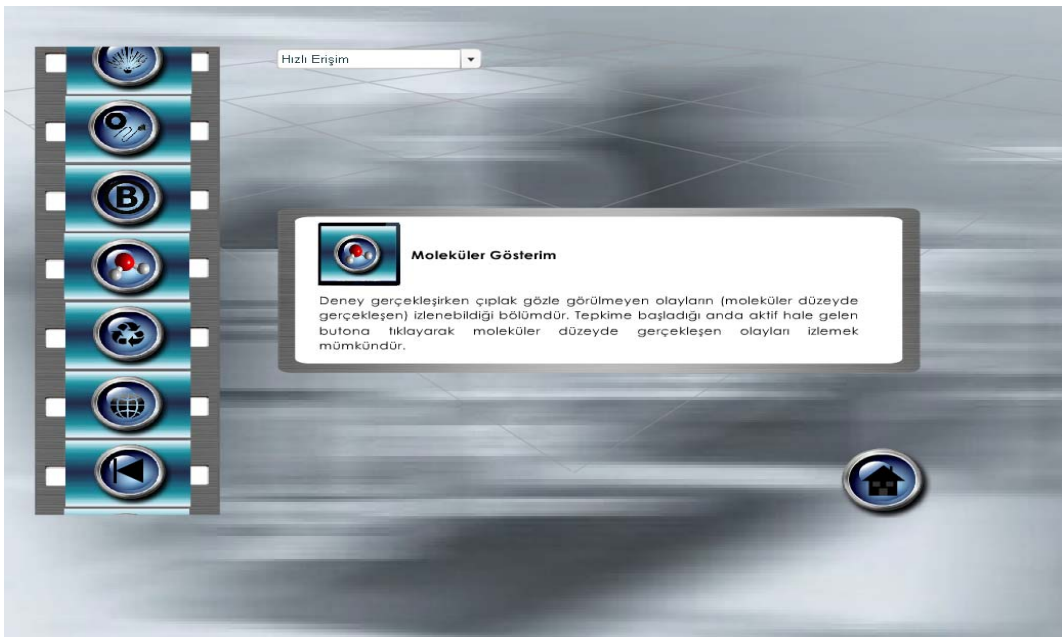 Hızlı Erişim
B
Moleküler Gösterim
Deney gerçekleşirken çıplak gözle görülmeyen olayların (moleküler düzeyde
gerçekleşen) izlenebildiği bölümdür. Tepkime başladığı anda aktif hale gelen
butona tıklayarak moleküler düzeyde gerçekleşen olayları izlemek
mümkündür.